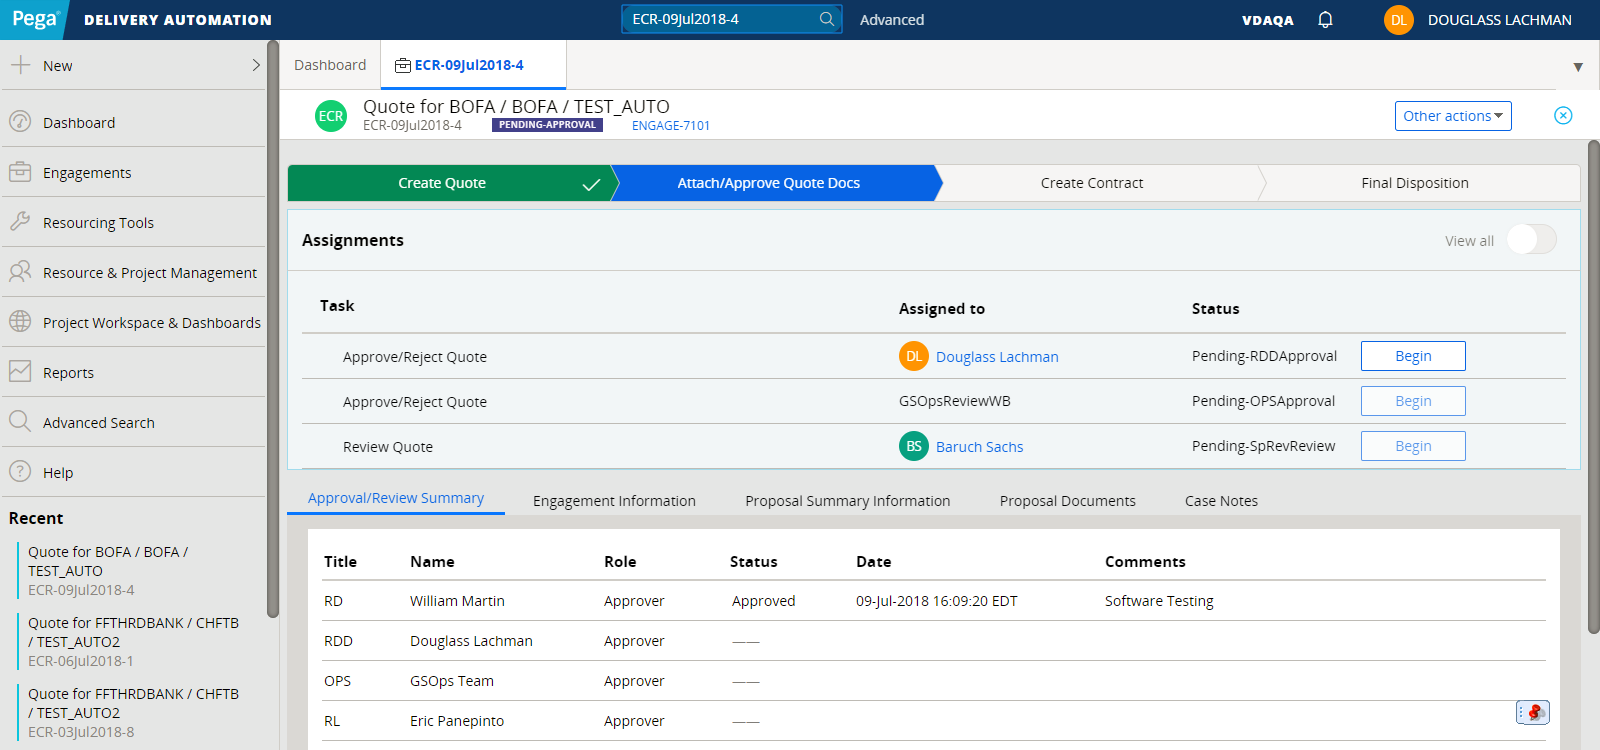 Pega DELIVERY AUTOMATION ECR-09Jul2018-4 Advanced VDAQA DL DOUGLASS LACHMAN
New
Dashboard
Engagements
Resourcing Tools
Resource & Project Management
Project Workspace & Dashboards
Reports
Advanced Search
Help
Recent
Quote for BOFA / BOFA /
TEST_AUTO
ECR-09Jul2018-4
Quote for FFTHRDBANK / CHFTB
/ TEST_AUTO2
ECR-06Jul2018-1
Quote for FFTHRDBANK / CHFTB
/ TEST_AUTO2
ECR-03Jul2018-8
Dashboard ECR-09Jul2018-4
ECR Quote for BOFA / BOFA / TEST_AUTO
ECR-09Jul2018-4 PENDING-APPROVAL ENGAGE-7101
Other actions
Create Quote Attach/Approve Quote Docs Create Contract Final Disposition
Assignments View all
Task Assigned to Status
Approve/Reject Quote DL Douglass Lachman Pending-RDDApproval Begin
Approve/Reject Quote GSOpsReviewWB Pending-OPSApproval Begin
Review Quote BS Baruch Sachs Pending-SpRevReview Begin
Approval/Review Summary Engagement Information Proposal Summary Information Proposal Documents Case Notes
Title Name Role Status Date Comments
RD William Martin Approver Approved 09-Jul-2018 16:09:20 EDT Software Testing
RDD Douglass Lachman Approver ——
OPS GSOps Team Approver ——
RL Eric Panepinto Approver ——